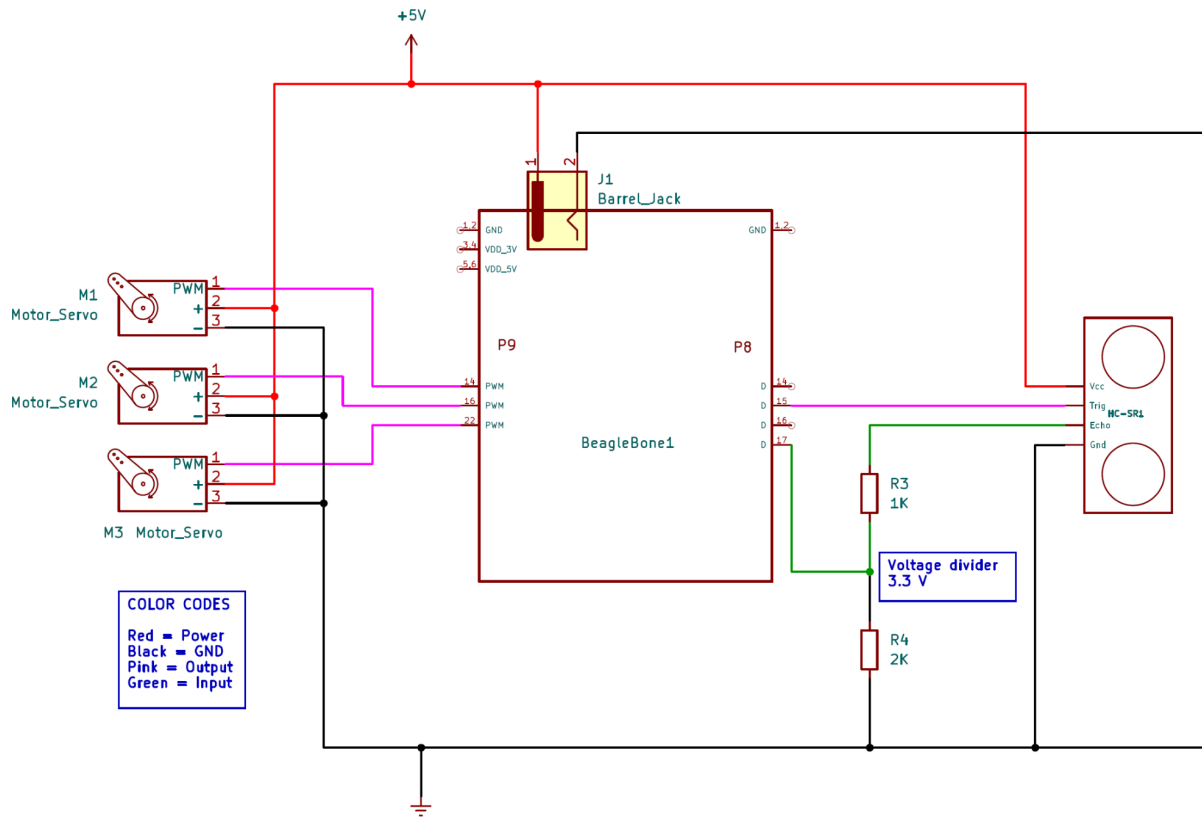 +5V
1
2
J1
Barrel_Jack
1,2
GND
3,4
VDD_3V
5,6
VDD_5V
GND
1,2
M1
Motor_Servo
PWM
1
+
2
-
3
M2
Motor_Servo
PWM
1
+
2
-
3
M3 Motor_Servo
PWM
1
+
2
-
3
P9
P8
14
PWM
16
PWM
22
PWM
D
14
D
15
D
16
D
17
BeagleBone1
Vcc
Trig
Echo
Gnd
HC-SR1
R3
1K
Voltage divider
3.3 V
R4
2K
COLOR CODES
Red = Power
Black = GND
Pink = Output
Green = Input